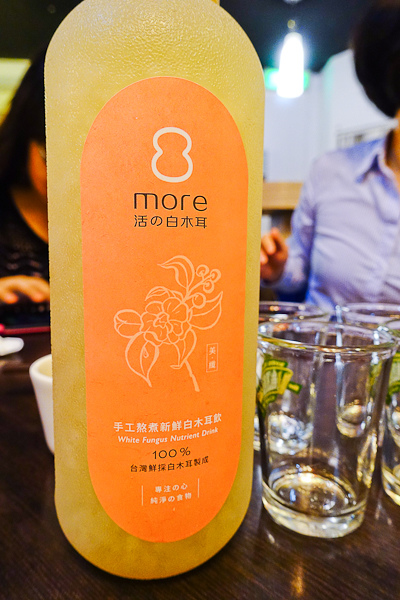 8
more
活の白木耳
美纖
手工熬煮新鮮白木耳飲
White Fungus Nutrient Drink
100%
台灣鮮採白木耳製成
專注の心
純淨の食物